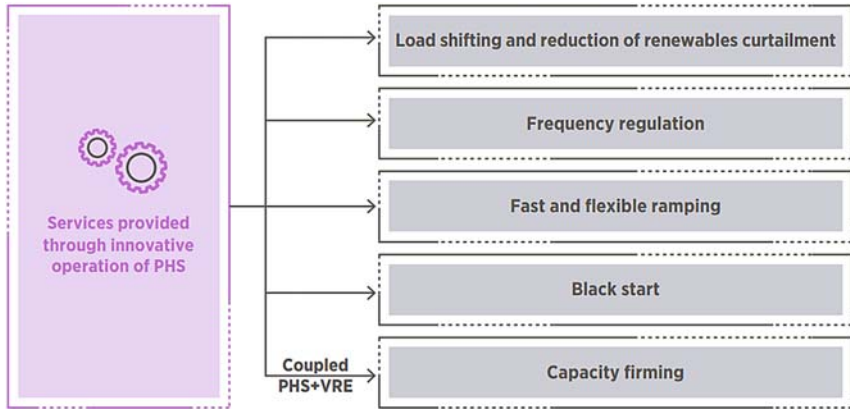 Services provided
through innovative
operation of PHS
Load shifting and reduction of renewables curtailment
Frequency regulation
Fast and flexible ramping
Black start
Coupled
PHS+VRE
Capacity firming